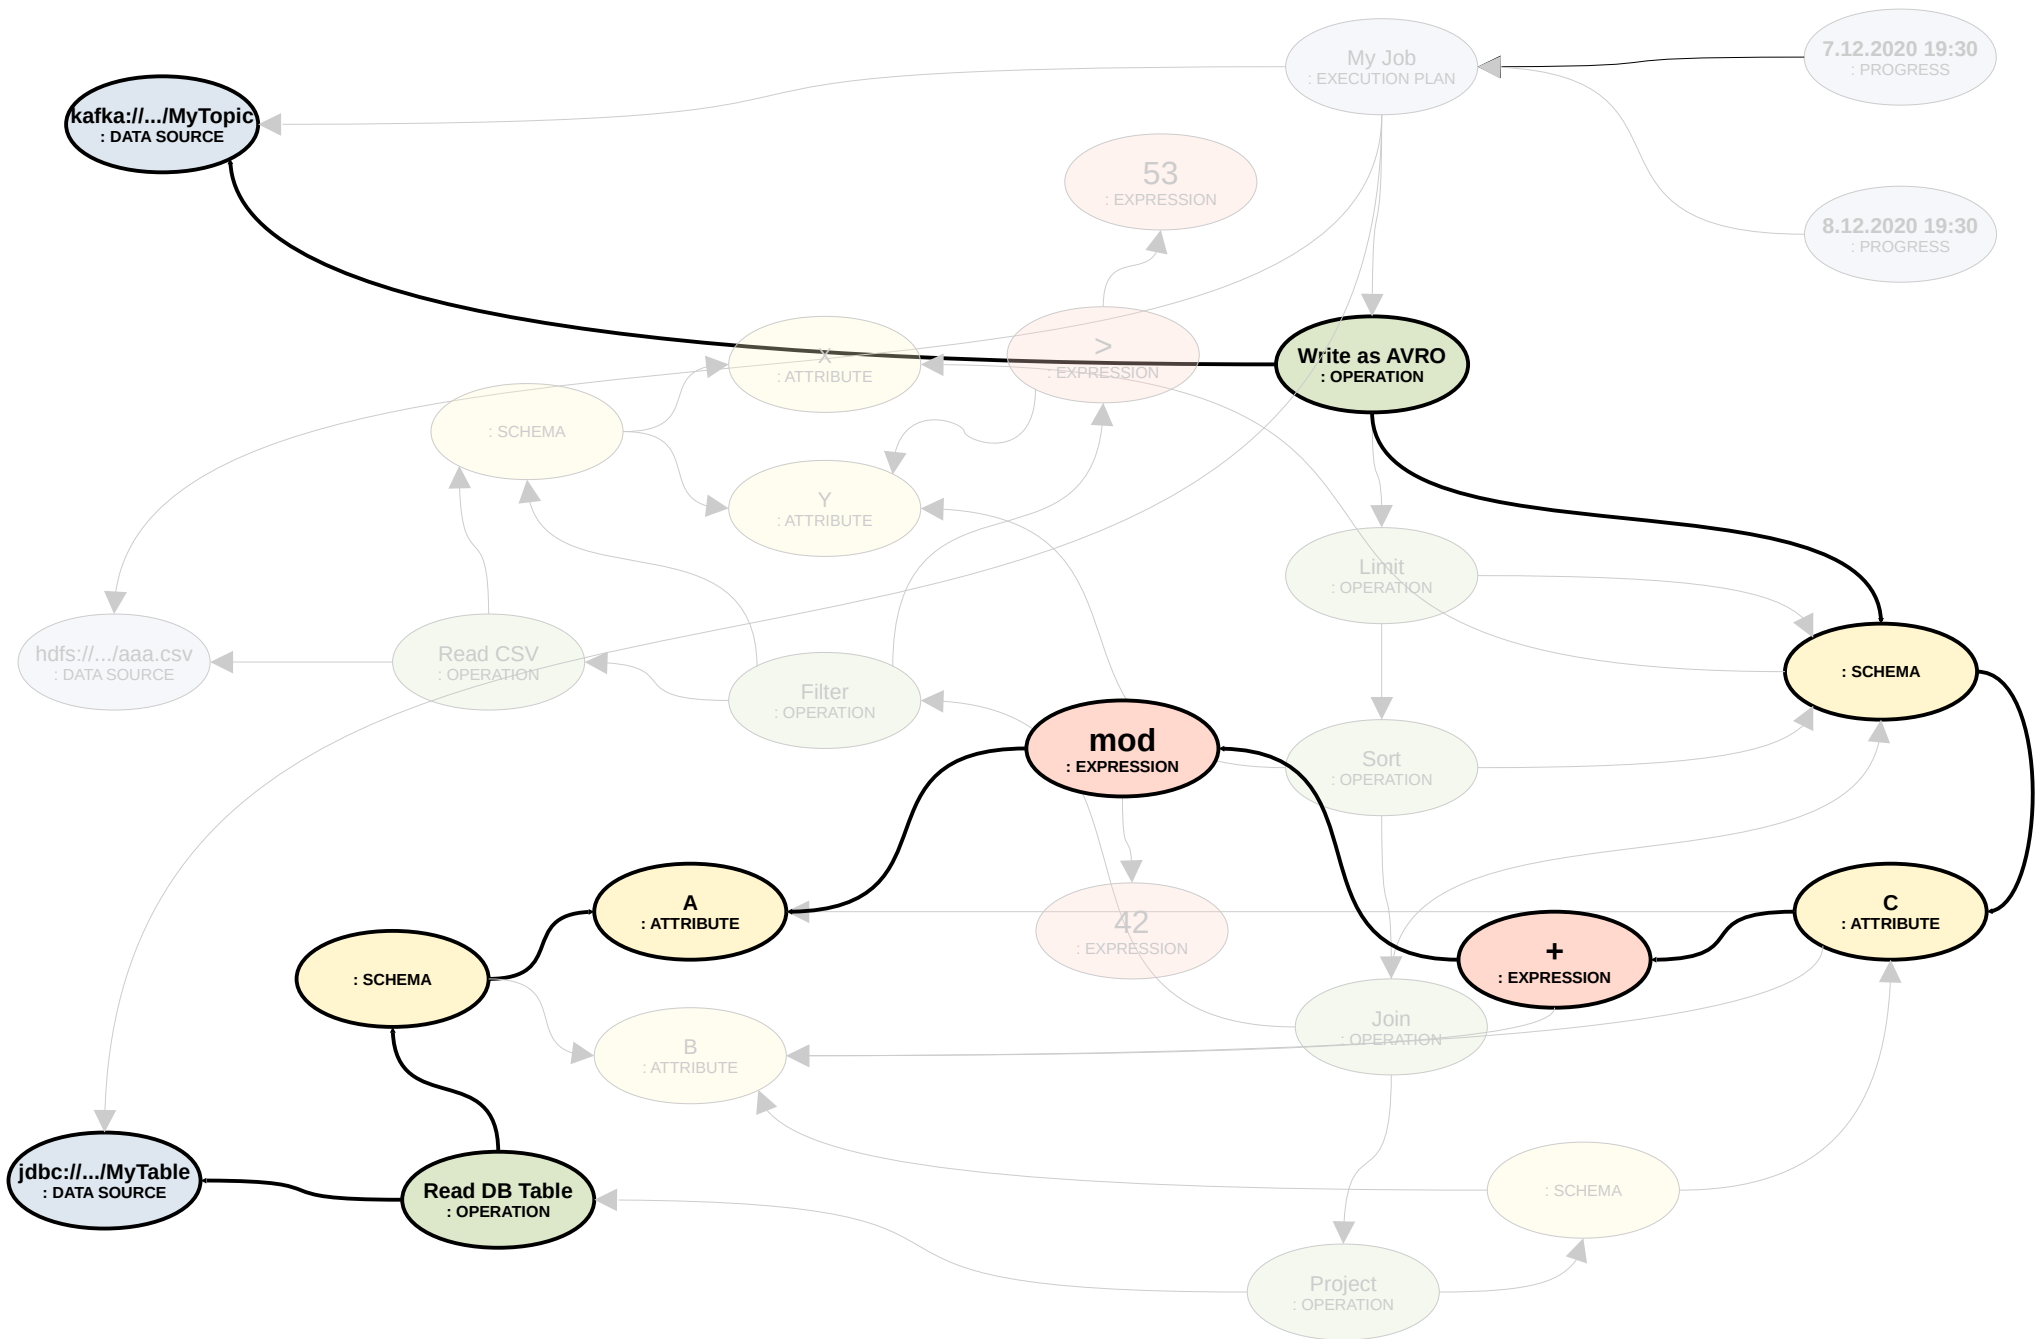 My Job
: EXECUTION PLAN
7.12.2020 19:30
: PROGRESS
kafka://.../MyTopic
: DATA SOURCE
53
: EXPRESSION
8.12.2020 19:30
: PROGRESS
X
: ATTRIBUTE
>
: EXPRESSION
Write as AVRO
: OPERATION
: SCHEMA
Y
: ATTRIBUTE
Limit
: OPERATION
hdfs://.../aaa.csv
: DATA SOURCE
Read CSV
: OPERATION
Filter
: OPERATION
: SCHEMA
mod
: EXPRESSION
Sort
: OPERATION
A
: ATTRIBUTE
42
: EXPRESSION
C
: ATTRIBUTE
+
: EXPRESSION
: SCHEMA
B
: ATTRIBUTE
Join
: OPERATION
jdbc://.../MyTable
: DATA SOURCE
Read DB Table
: OPERATION
: SCHEMA
Project
: OPERATION